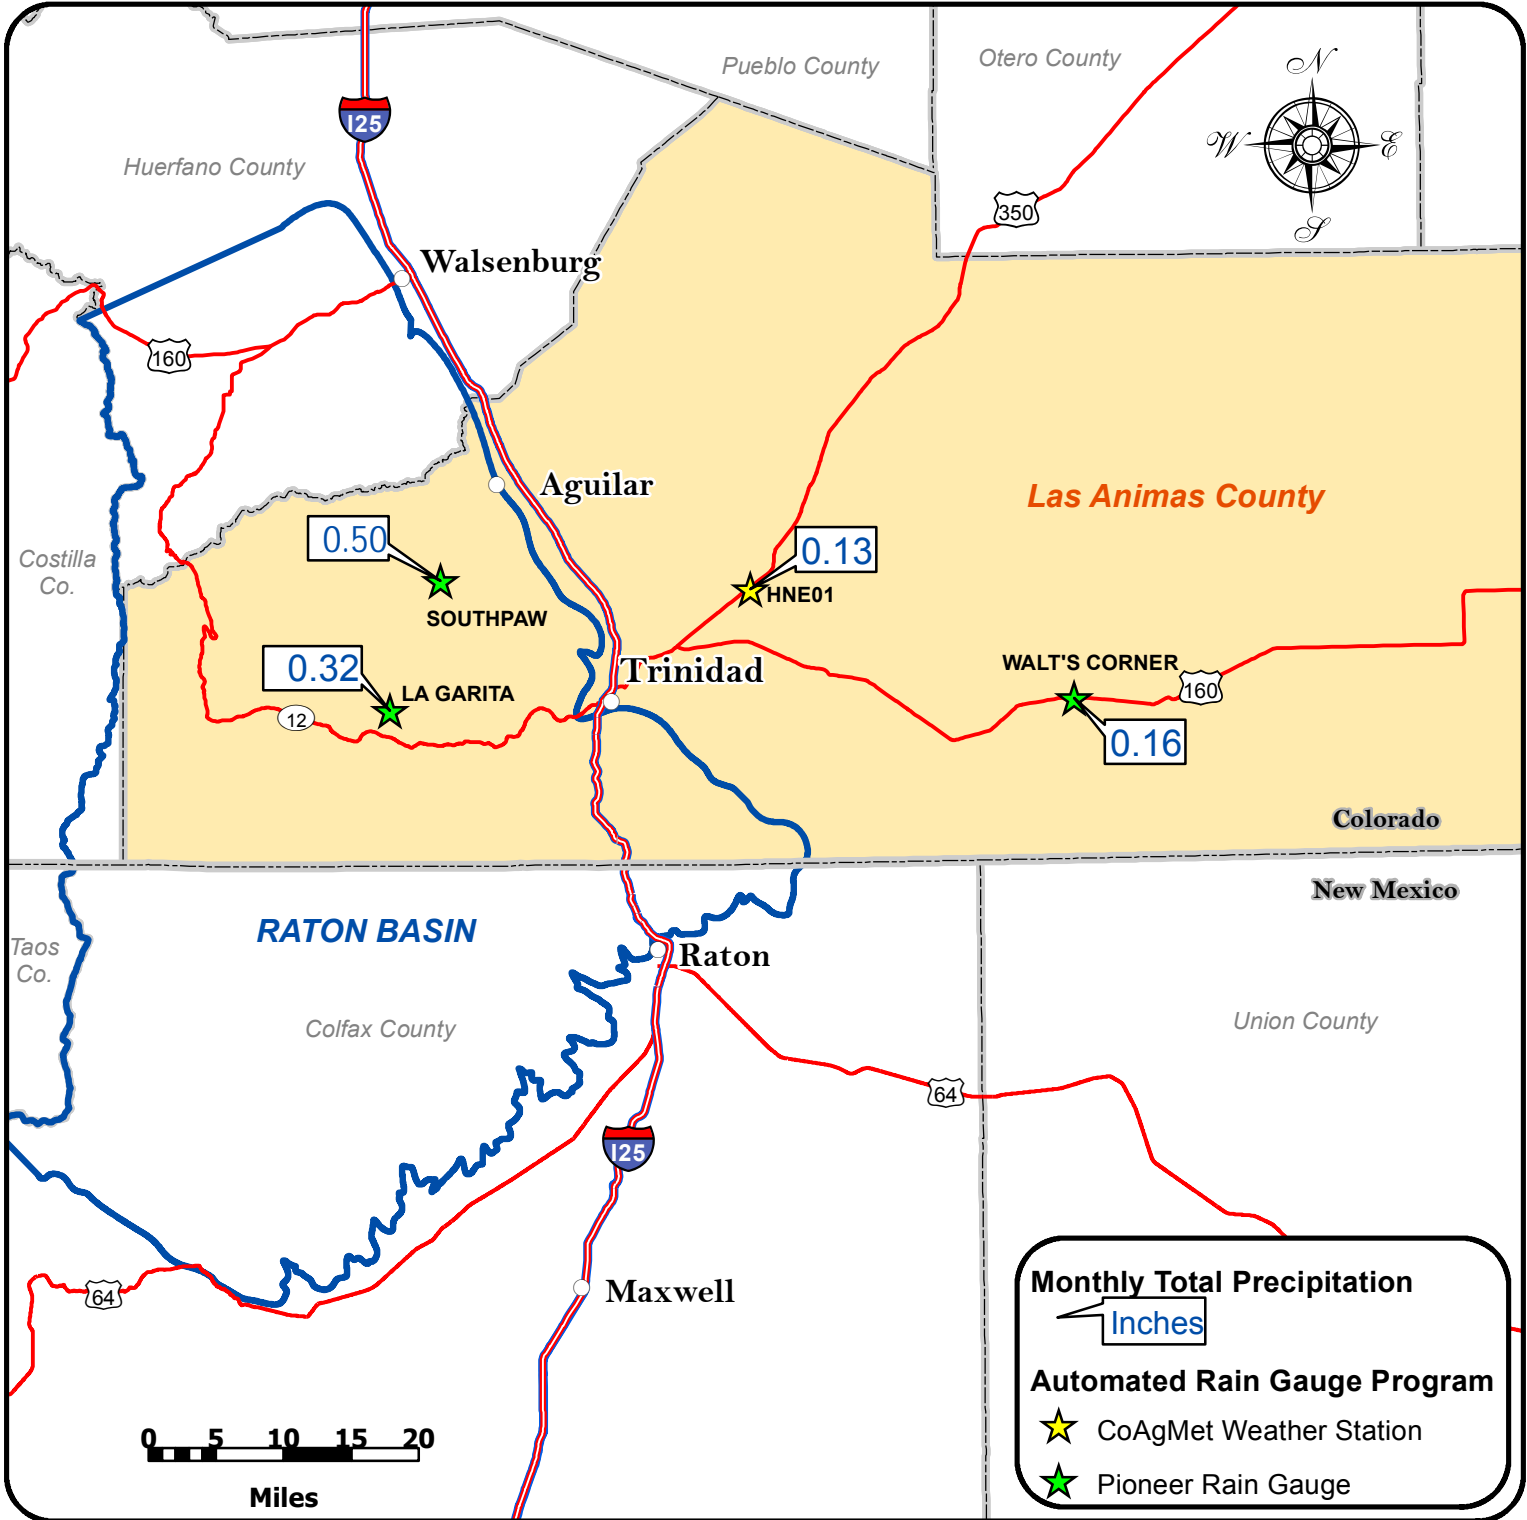 Pueblo County
Otero County
N
W
E
S
I25
Huerfano County
350
Walsenburg
160
Aguilar
Las Animas County
0.50
0.13
Costilla
Co.
HNE01
SOUTHPAW
0.32
LA GARITA
Trinidad
WALT'S CORNER
160
12
0.16
Colorado
New Mexico
RATON BASIN
Taos
Co.
Raton
Colfax County
Union County
64
I25
64
Maxwell
Monthly Total Precipitation
Inches
Automated Rain Gauge Program
CoAgMet Weather Station
Pioneer Rain Gauge
0 5 10 15 20
Miles